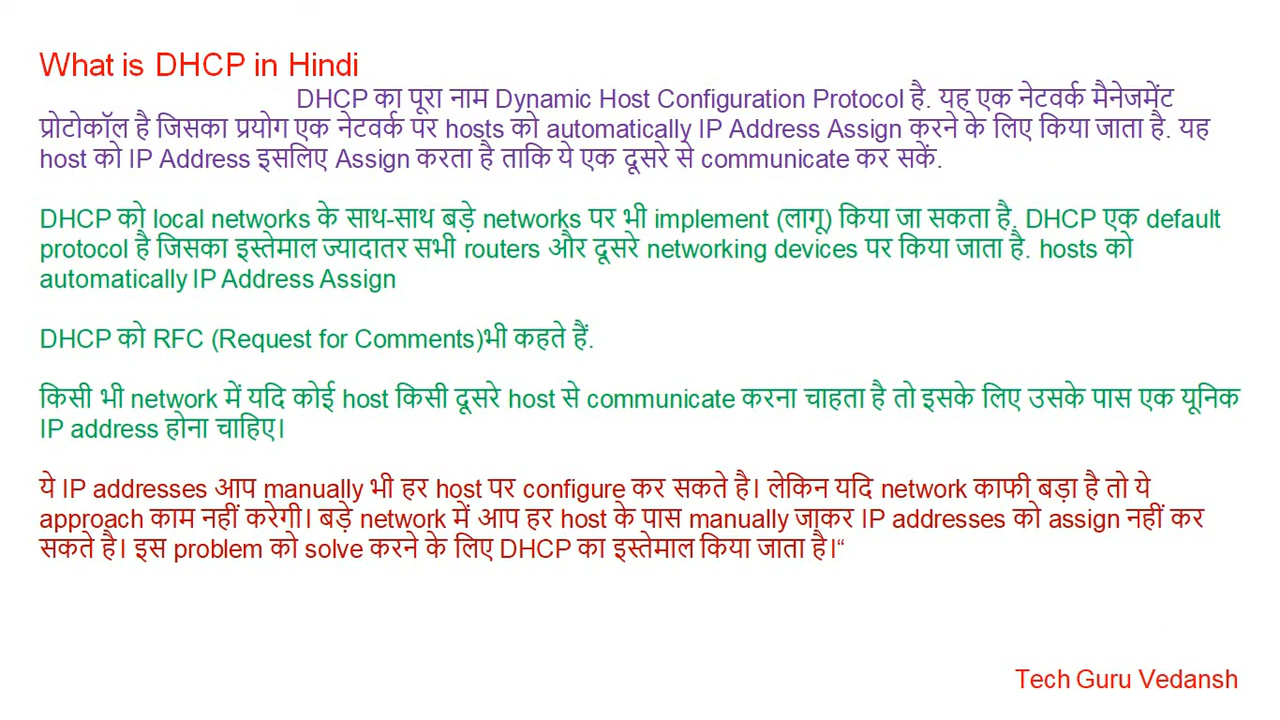 What is DHCP in Hindi
DHCP का पूरा नाम Dynamic Host Configuration Protocol है. यह एक नेटवर्क मैनेजमेंट
प्रोटोकॉल है जिसका प्रयोग एक नेटवर्क पर hosts को automatically IP Address Assign करने के लिए किया जाता है. यह
host को IP Address इसलिए Assign करता है ताकि ये एक दूसरे से communicate कर सकें.
DHCP को local networks के साथ-साथ बड़े networks पर भी implement (लागू) किया जा सकता है. DHCP एक default
protocol है जिसका इस्तेमाल ज्यादातर सभी routers और दूसरे networking devices पर किया जाता है. hosts को
automatically IP Address Assign
DHCP को RFC (Request for Comments)भी कहते हैं.
किसी भी network में यदि कोई host किसी दूसरे host से communicate करना चाहता है तो इसके लिए उसके पास एक यूनिक
IP address होना चाहिए।
ये IP addresses आप manually भी हर host पर configure कर सकते है। लेकिन यदि network काफी बड़ा है तो ये
approach काम नहीं करेगी। बड़े network में आप हर host के पास manually जाकर IP addresses को assign नहीं कर
सकते है। इस problem को solve करने के लिए DHCP का इस्तेमाल किया जाता है।“
Tech Guru Vedansh